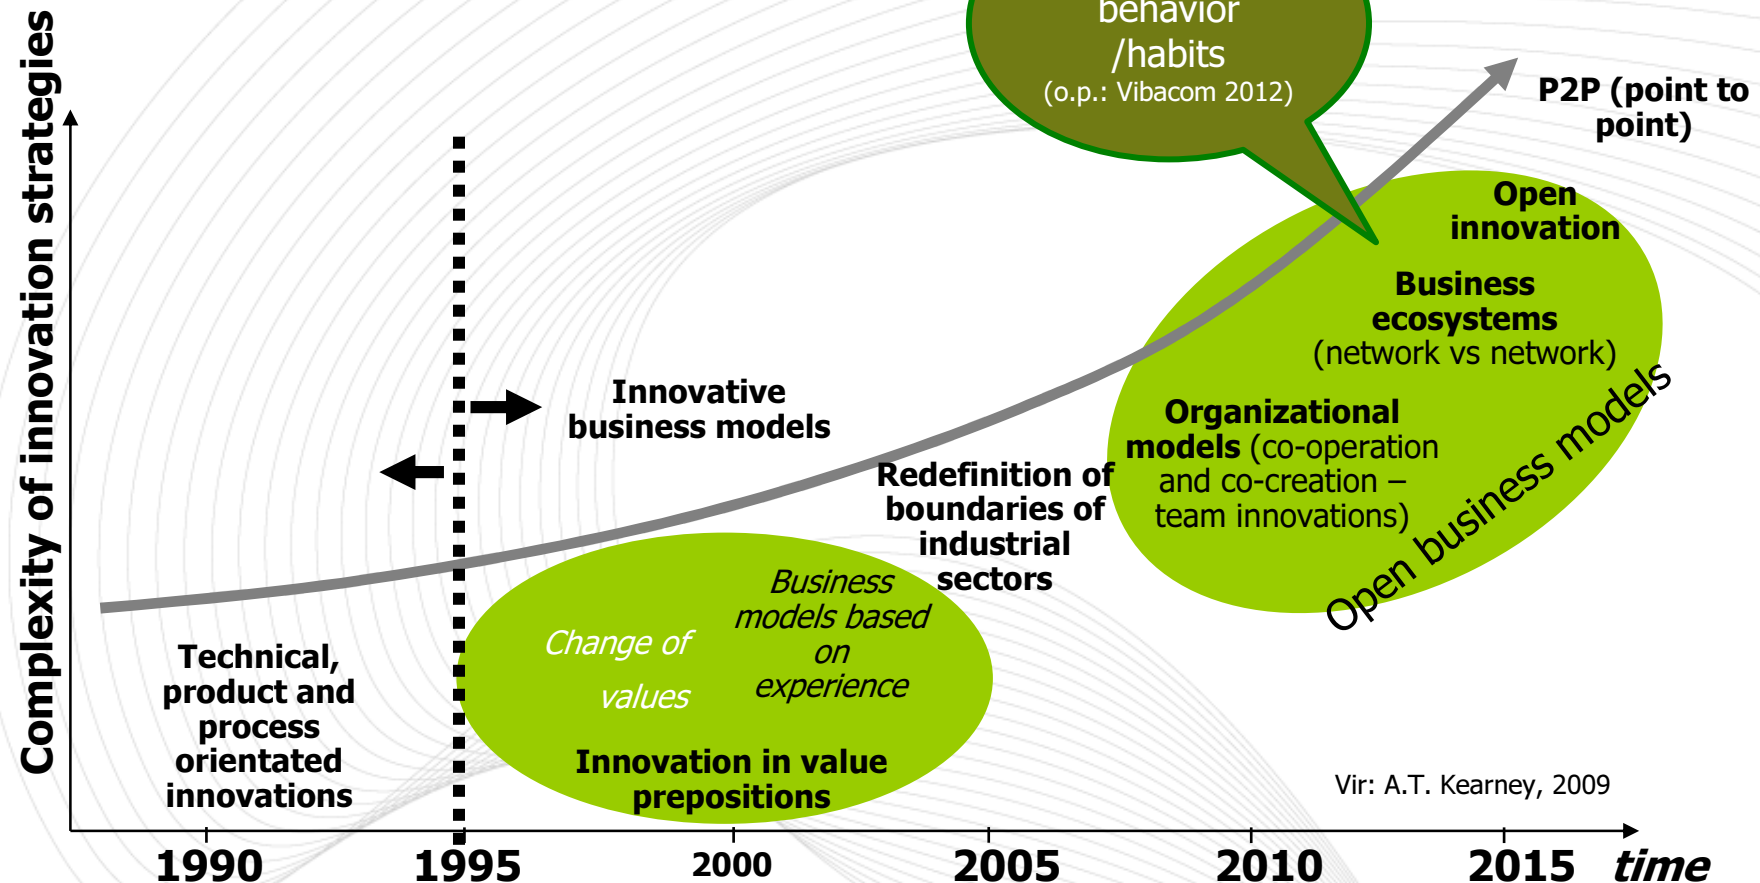 Complexity of innovation strategies
behavior
/habits
(o.p.: Vibacom 2012)
P2P (point to
point)
Open
innovation
Business
ecosystems
(network vs network)
Organizational
models (co-operation
and co-creation –
team innovations)
Open business models
Innovative
business models
Redefinition of
boundaries of
industrial
sectors
Business
models based
on
experience
Change of
values
Innovation in value
prepositions
Technical,
product and
process
orientated
innovations
Vir: A.T. Kearney, 2009
1990 1995 2000 2005 2010 2015 time